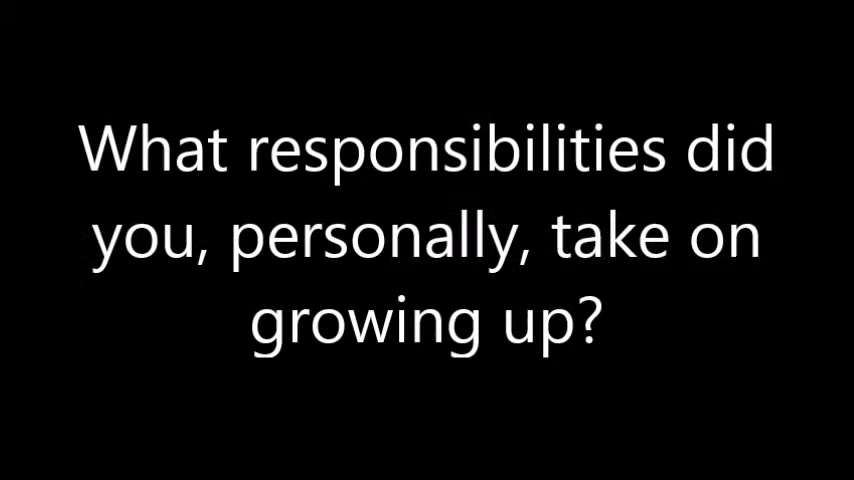 What responsibilities did
you, personally, take on
growing up?